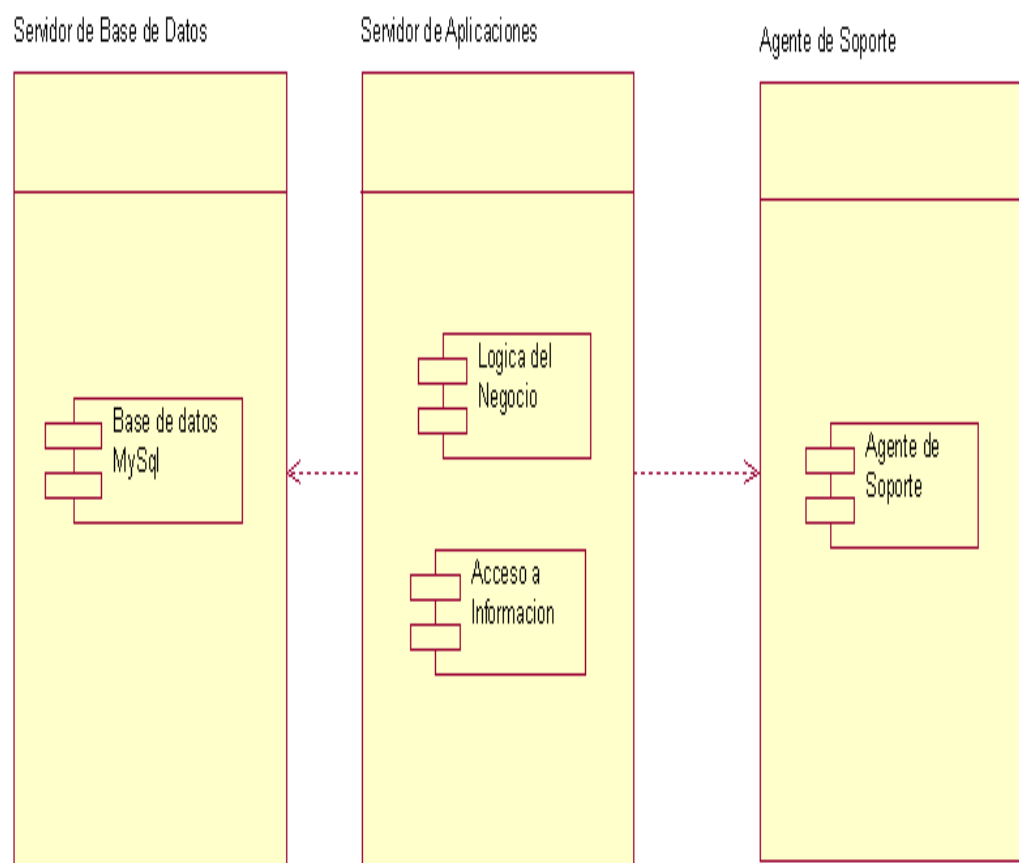 Servidor de Base de Datos
Servidor de Aplicaciones
Agente de Soporte
Base de datos
MySql
Logica del
Negocio
Acceso a
Informacion
Agente de
Soporte